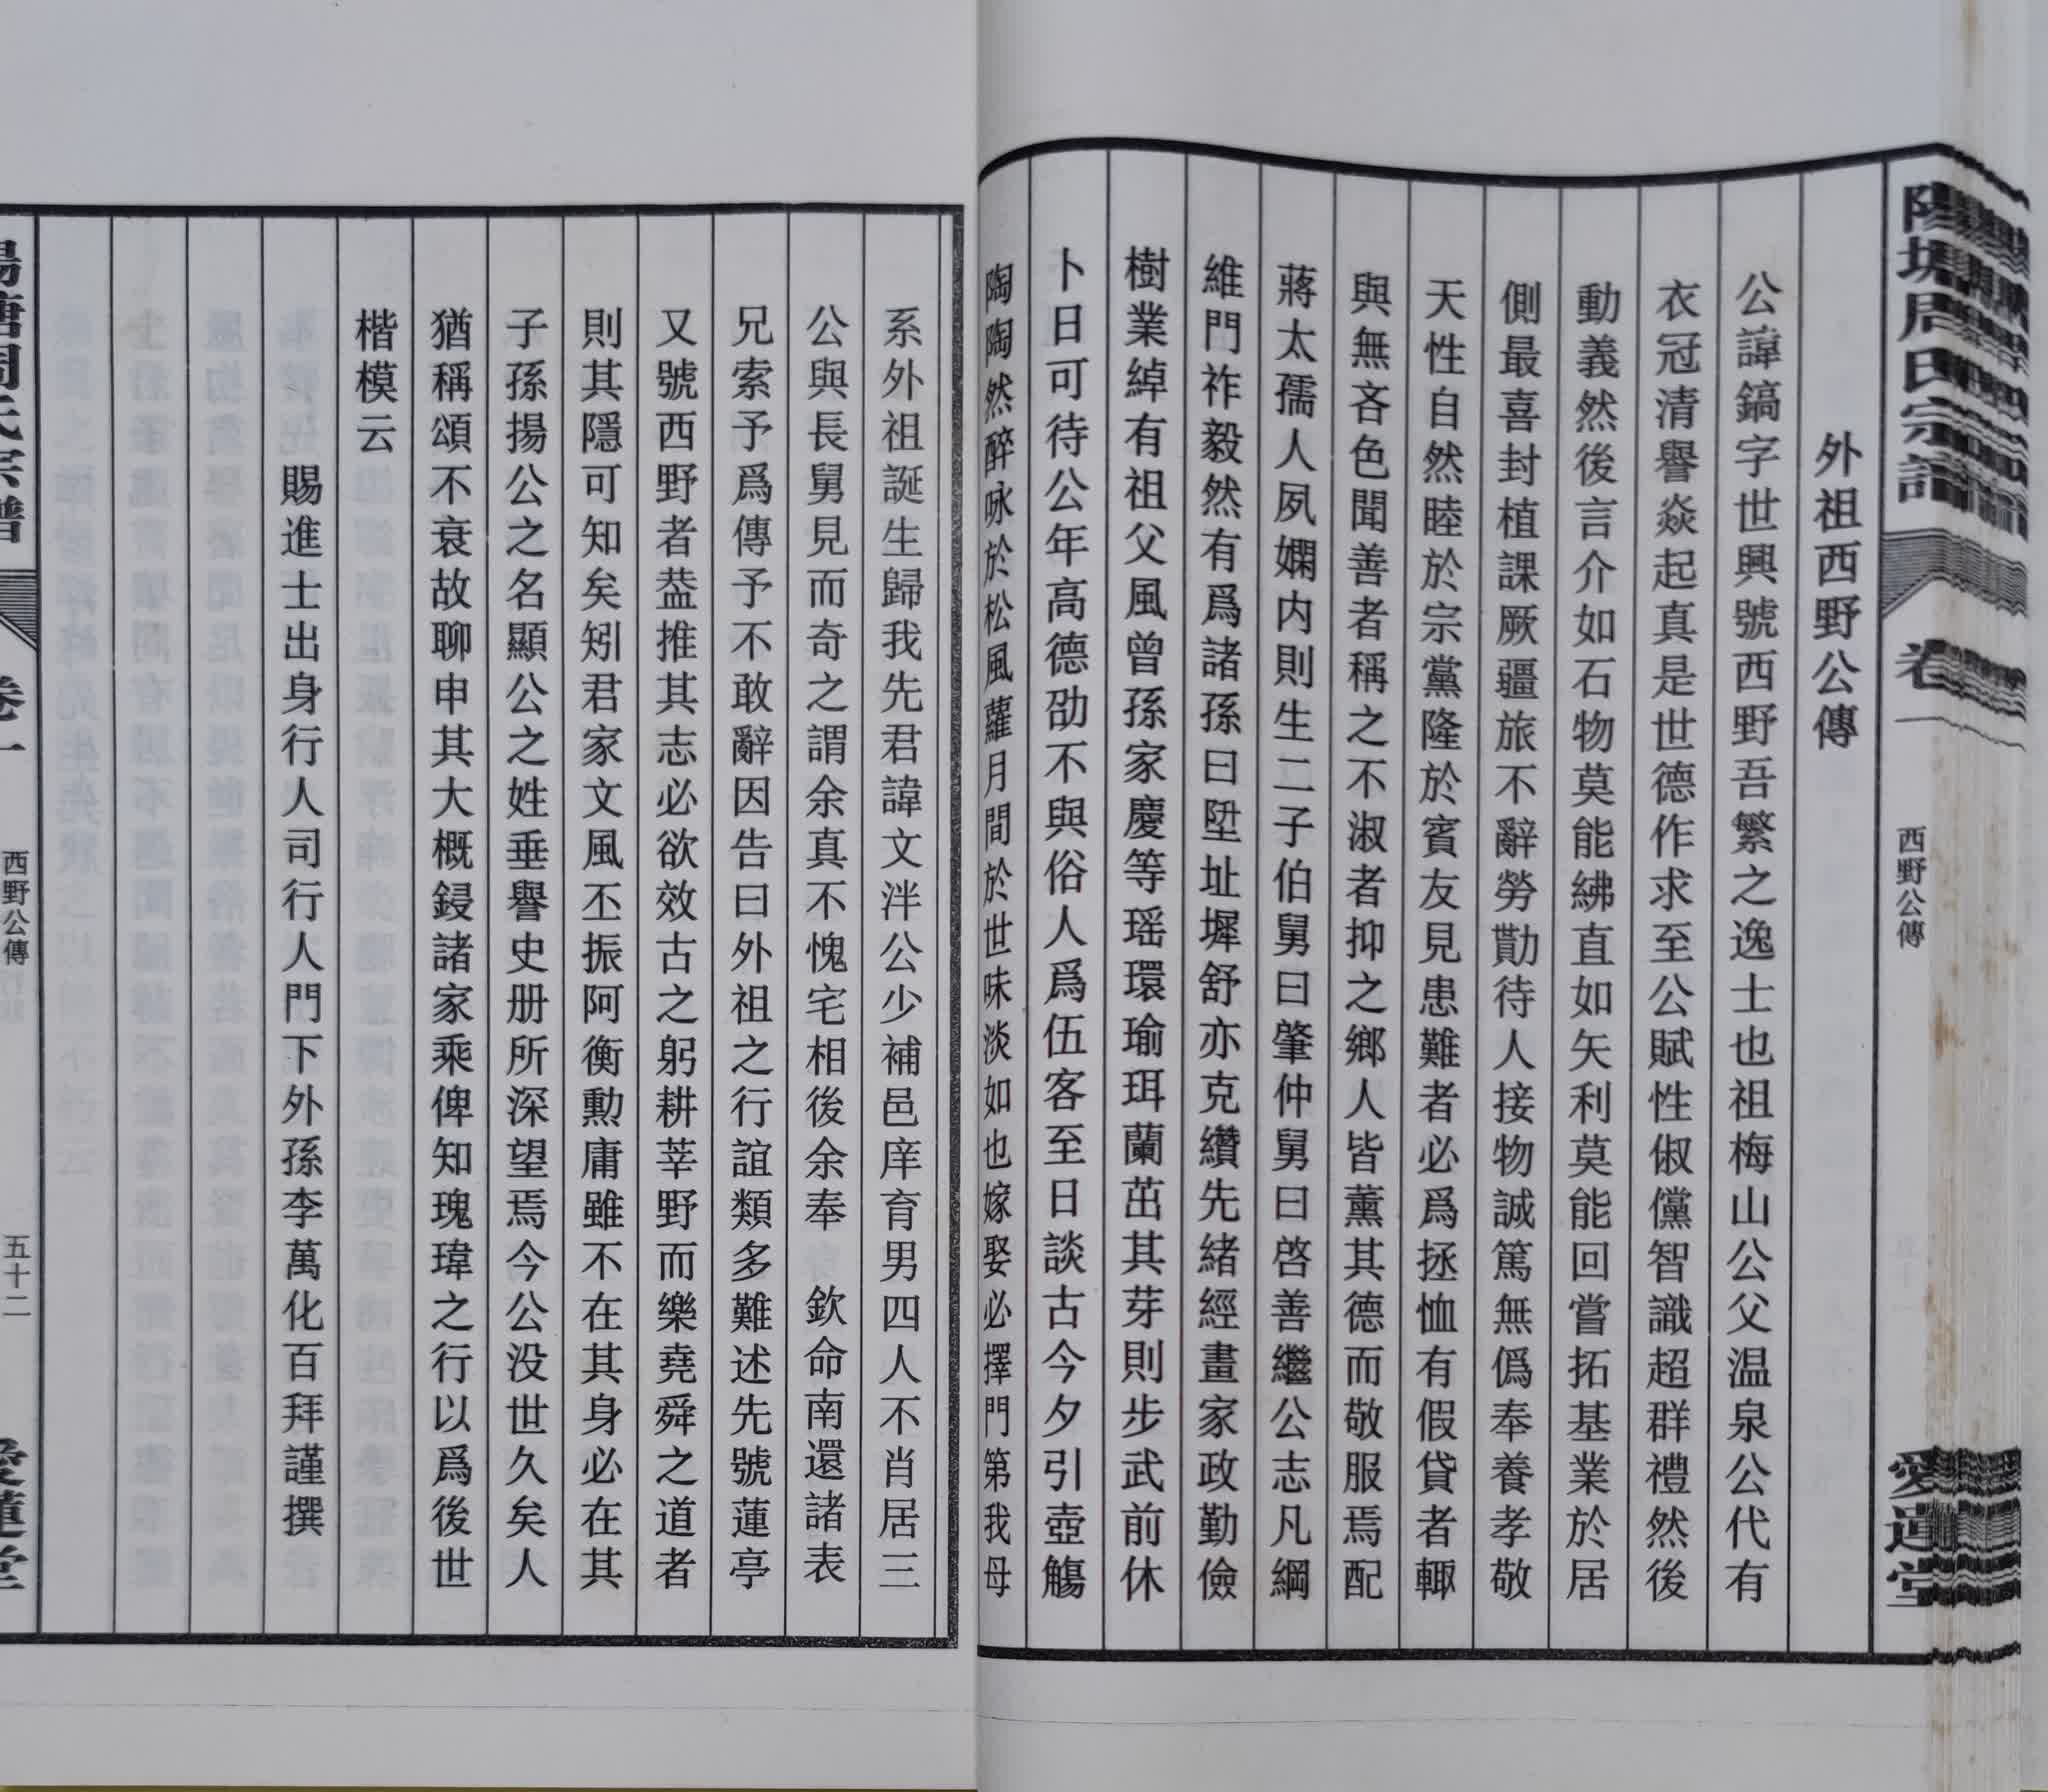 外祖西野公傳
公諱鎬字世興號西野吾繁之逸士也祖梅山公父温泉公代有
衣冠清譽焱起真是世德作求至公賦性俶儻智識超群禮然後
動義然後言介如石物莫能紼直如矢利莫能回嘗拓基業於居
側最喜封植課厥疆旅不辭勞勩待人接物誠篤無僞奉養孝敬
天性自然睦於宗黨隆於賓友見患難者必爲拯恤有假貸者輙
與無吝色聞善者稱之不淑者抑之鄉人皆薰其德而敬服焉配
蔣太孺人夙嫻内則生二子伯舅曰肇仲舅曰啓善繼公志凡綱
維門祚毅然有爲諸孫曰陞址墀舒亦克纘先緒經畫家政勤儉
樹業綽有祖父風曾孫家慶等瑶環瑜珥蘭茁其芽則步武前休
卜日可待公年高德劭不與俗人爲伍客至日談古今夕引壺觴
陶陶然醉咏於松風蘿月間於世味淡如也嫁娶必擇門第我母
陽塘周氏宗譜
卷一
西野公傳
愛蓮堂
系外祖誕生歸我先君諱文泮公少補邑庠育男四人不肖居三
公與長舅見而奇之謂余真不愧宅相後余奉 欽命南還諸表
兄索予爲傳予不敢辭因告曰外祖之行誼類多難述先號蓮亭
又號西野者葢推其志必欲效古之躬耕莘野而樂堯舜之道者
則其隱可知矣矧君家文風丕振阿衡勳庸雖不在其身必在其
子孫揚公之名顯公之姓垂譽史册所深望焉今公没世久矣人
猶稱頌不衰故聊申其大概鋟諸家乘俾知瑰瑋之行以爲後世
楷模云
賜進士出身行人司行人門下外孫李萬化百拜謹撰
陽塘周氏宗譜
卷一
西野公傳
五十二
愛蓮堂